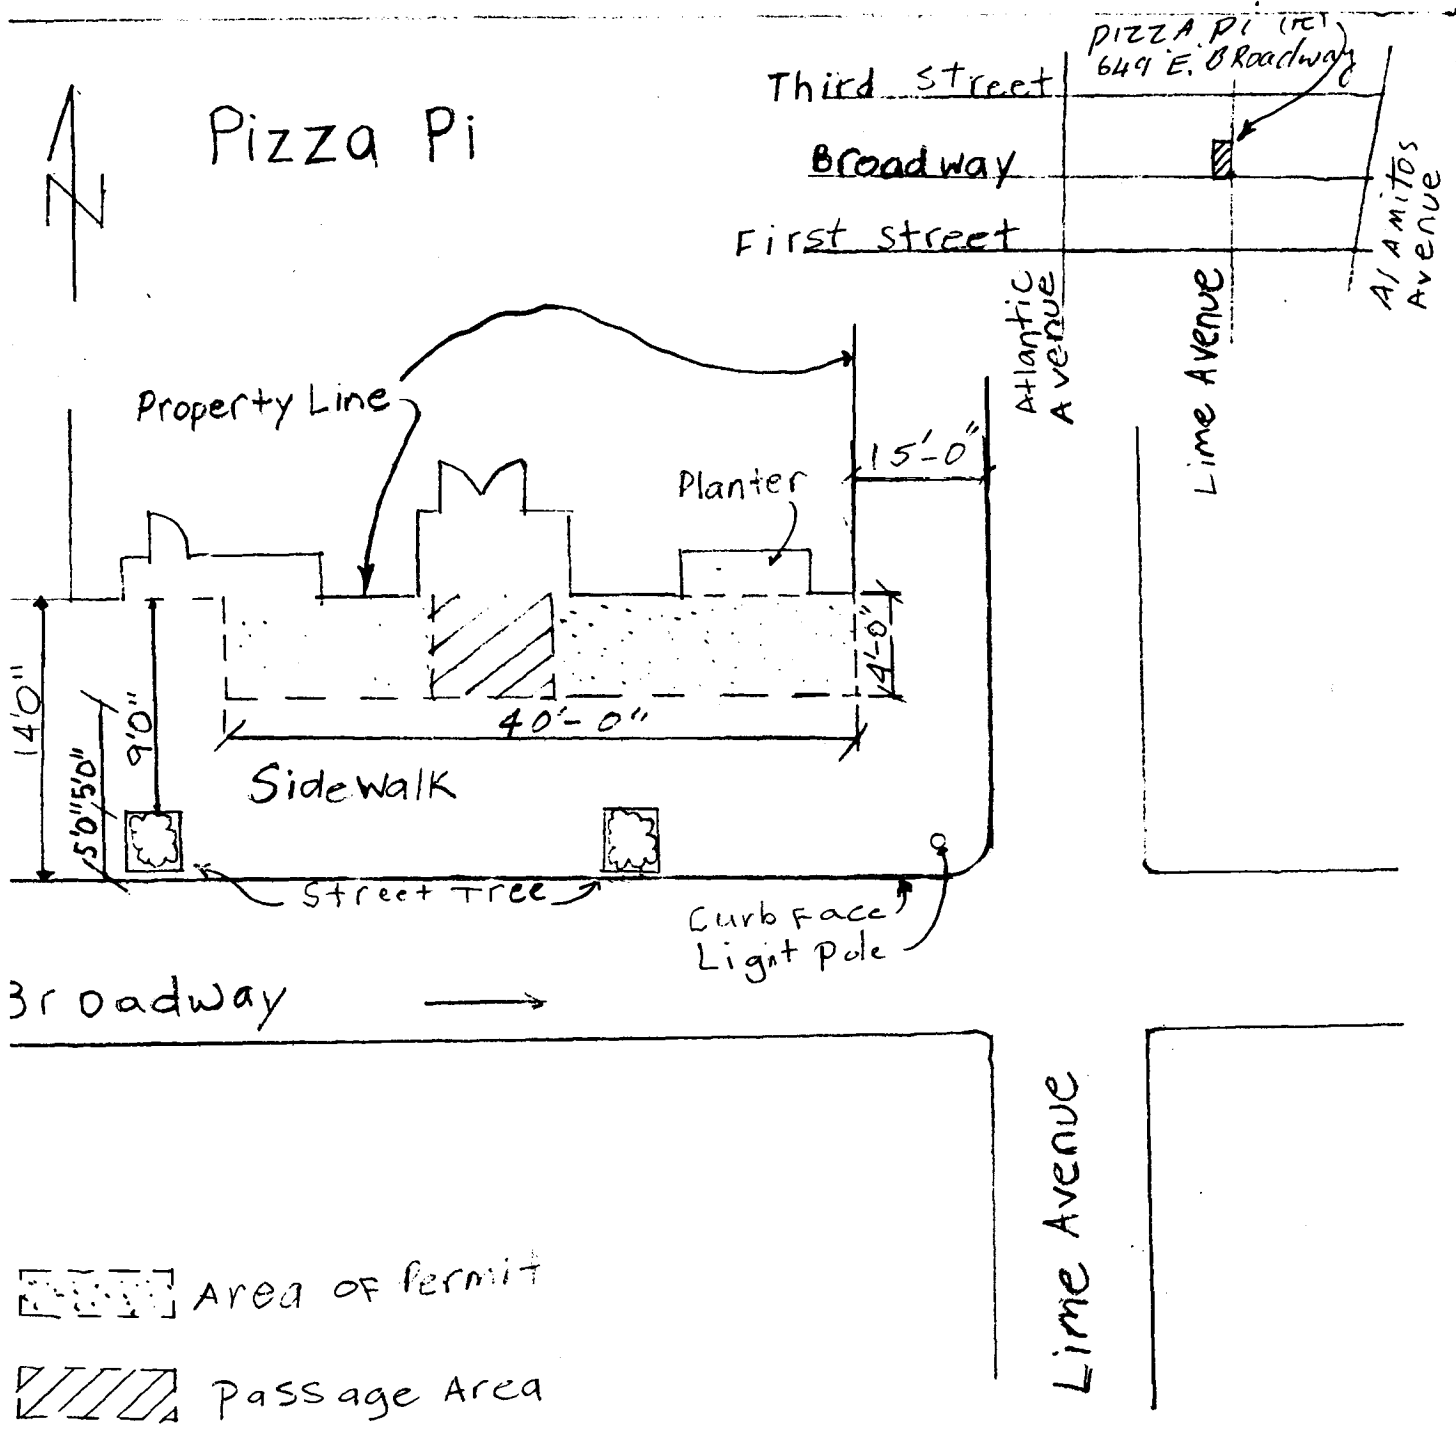 Pizza Pi
PIZZA Pi
649 E. BRoadway
Third Street
Broadway
First Street
Atlantic
Avenue
Lime Avenue
AlAmitos
Avenue
Property Line
Planter
15'-0"
4'-0"
40'-0"
14'0"
9'0"
5'0"
5'0"
SideWalk
Street Tree
Curb Face
Light Pole
Broadway
Lime Avenue
Area of Permit
Passage Area